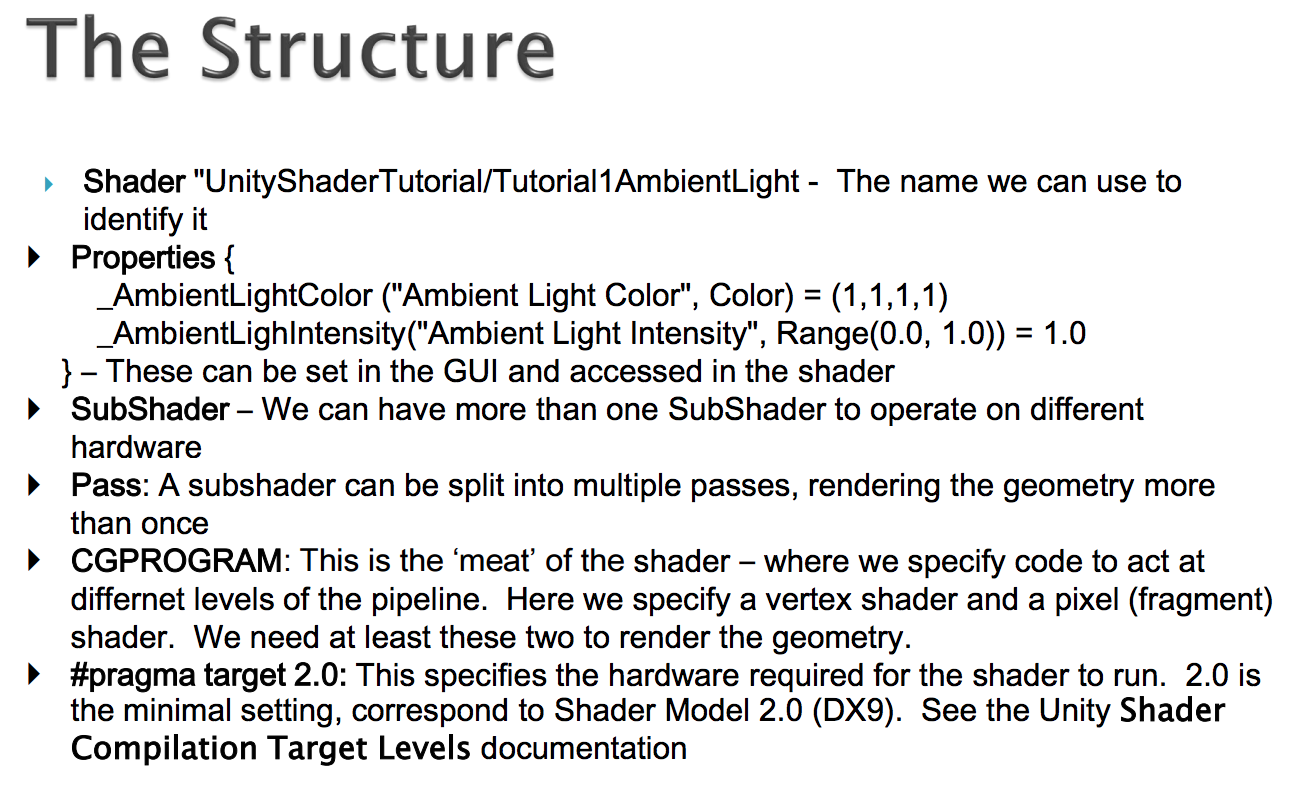 The Structure
Shader "UnityShaderTutorial/Tutorial1AmbientLight - The name we can use to
identify it
Properties {
_AmbientLightColor ("Ambient Light Color", Color) = (1,1,1,1)
_AmbientLighIntensity("Ambient Light Intensity", Range(0.0, 1.0)) = 1.0
} – These can be set in the GUI and accessed in the shader
SubShader – We can have more than one SubShader to operate on different
hardware
Pass: A subshader can be split into multiple passes, rendering the geometry more
than once
CGPROGRAM: This is the ‘meat’ of the shader – where we specify code to act at
differnet levels of the pipeline. Here we specify a vertex shader and a pixel (fragment)
shader. We need at least these two to render the geometry.
#pragma target 2.0: This specifies the hardware required for the shader to run. 2.0 is
the minimal setting, correspond to Shader Model 2.0 (DX9). See the Unity Shader
Compilation Target Levels documentation